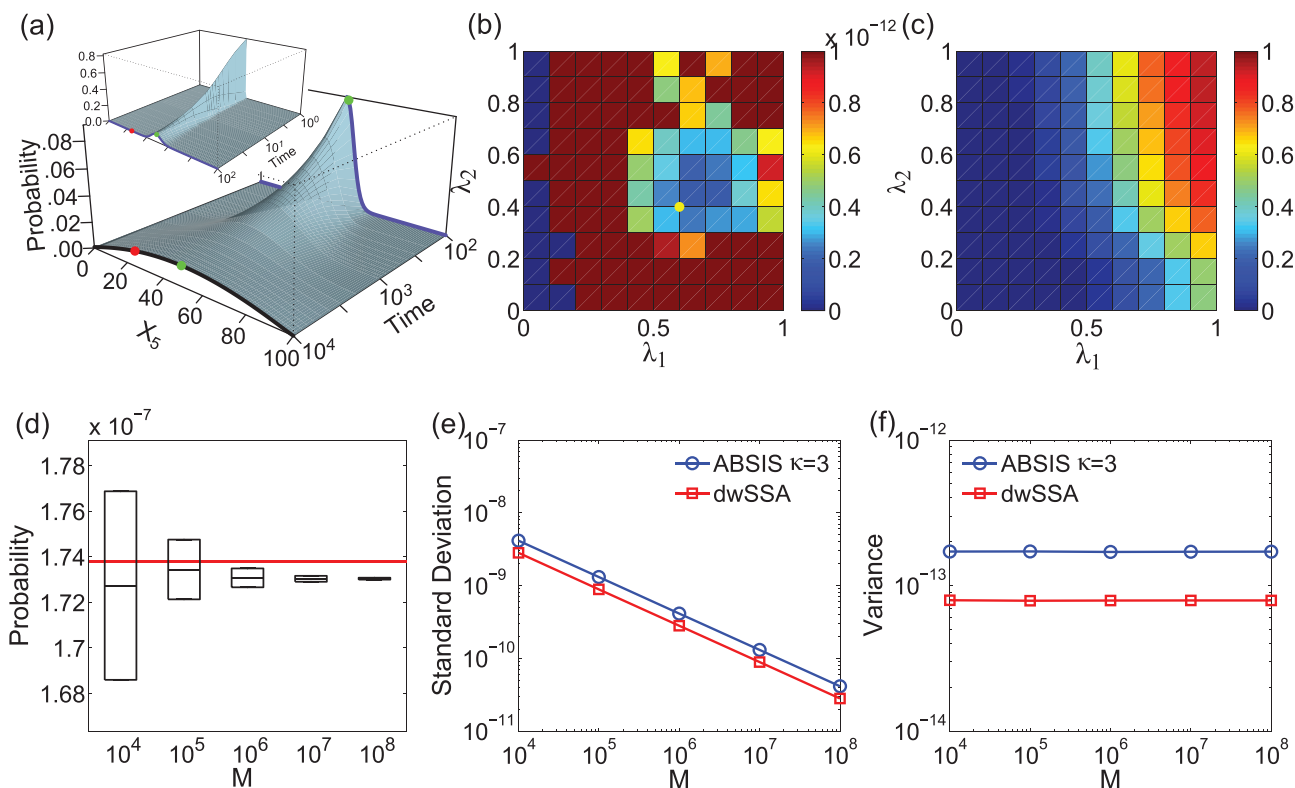 (a)
0.8
0.6
0.4
0.2
0.0
10⁰
10¹
Time
10²
Probability
.08
.06
.04
.02
.00
0
20
40
60
80
100
X₅
10⁴
10³
10²
Time
(b)
x 10⁻¹²
λ₂
1
0.8
0.6
0.4
0.2
0
0
0.5
1
λ₁
1
0.8
0.6
0.4
0.2
0
(c)
λ₂
1
0.8
0.6
0.4
0.2
0
0
0.5
1
λ₁
1
0.8
0.6
0.4
0.2
0
(d)
x 10⁻⁷
Probability
1.78
1.76
1.74
1.72
1.7
1.68
10⁴ 10⁵ 10⁶ 10⁷ 10⁸
M
(e)
Standard Deviation
10⁻⁷
10⁻⁸
10⁻⁹
10⁻¹⁰
10⁻¹¹
ABSIS κ=3
dwSSA
10⁴ 10⁵ 10⁶ 10⁷ 10⁸
M
(f)
Variance
10⁻¹²
10⁻¹³
10⁻¹⁴
ABSIS κ=3
dwSSA
10⁴ 10⁵ 10⁶ 10⁷ 10⁸
M